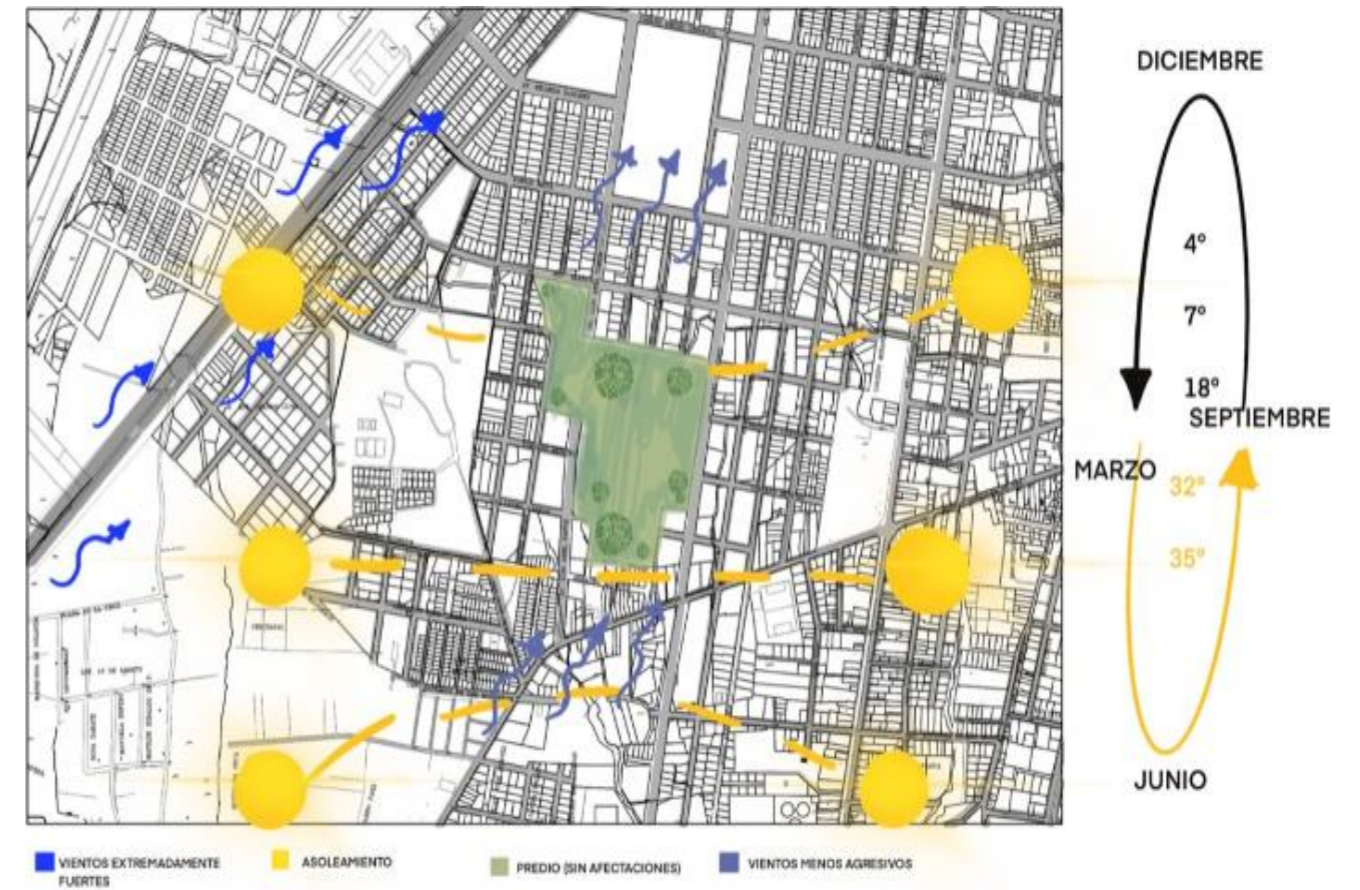 DICIEMBRE
4°
7°
18°
SEPTIEMBRE
MARZO
32°
35°
JUNIO
VIENTOS EXTREMADAMENTE
FUERTES
ASOLEAMIENTO
PREDIO (SIN AFECTACIONES)
VIENTOS MENOS AGRESIVOS